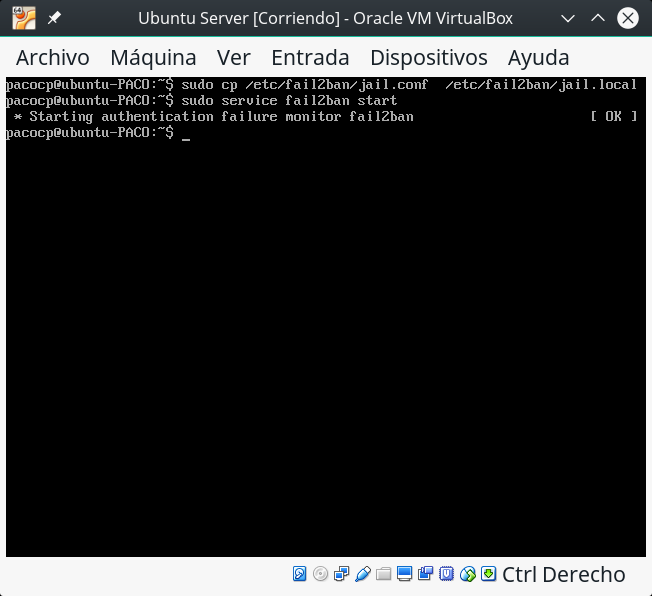 Ubuntu Server [Corriendo] - Oracle VM VirtualBox
Archivo Máquina Ver Entrada Dispositivos Ayuda
pacocp@ubuntu-PACO:~$ sudo cp /etc/fail2ban/jail.conf  /etc/fail2ban/jail.local
pacocp@ubuntu-PACO:~$ sudo service fail2ban start
 * Starting authentication failure monitor fail2ban [ OK ]
pacocp@ubuntu-PACO:~$ _
Ctrl Derecho